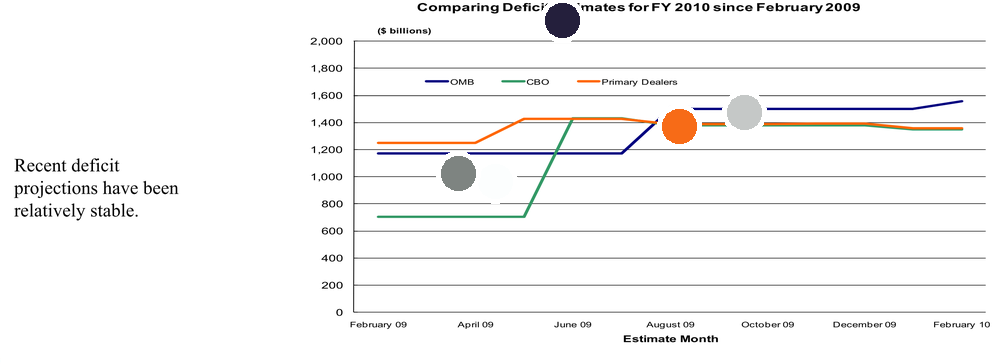 Comparing Deficit Estimates for FY 2010 since February 2009
($ billions)
2,000
1,800
OMB CBO Primary Dealers
1,600
1,400
1,200
1,000
800
600
400
200
0
February 09 April 09 June 09 August 09 October 09 December 09 February 10
Estimate Month
Recent deficit
projections have been
relatively stable.